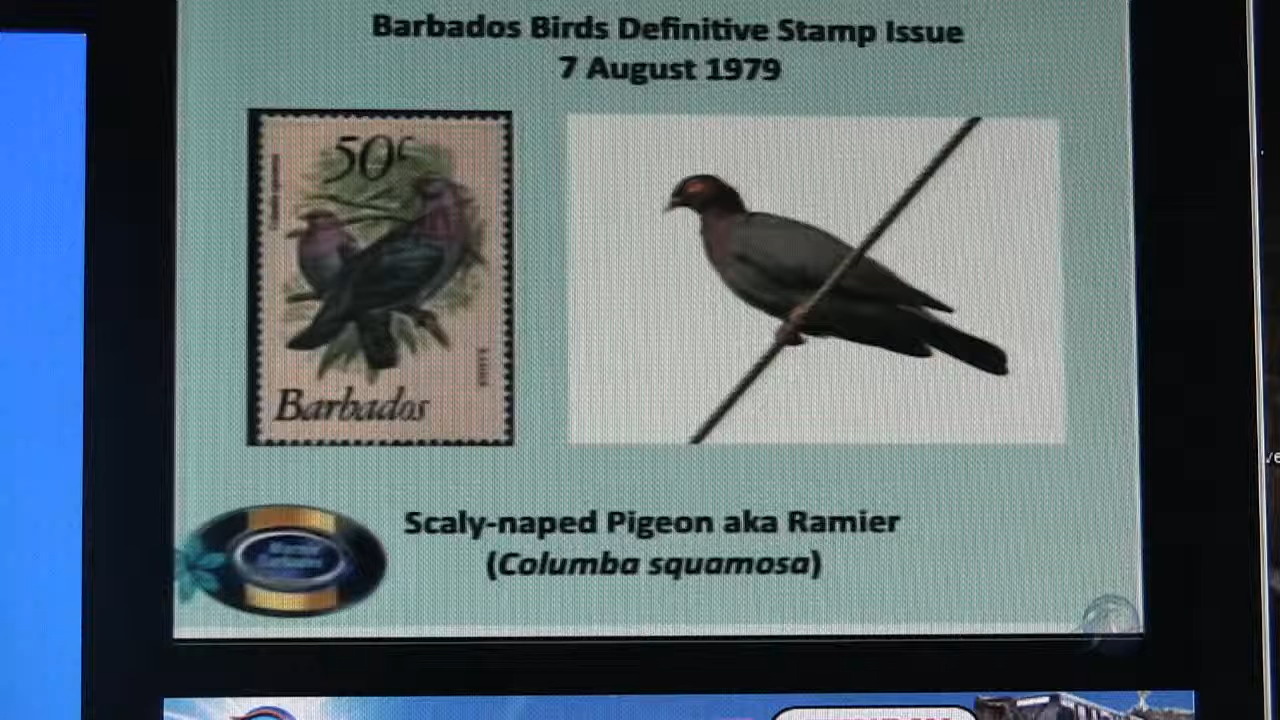 Barbados Birds Definitive Stamp Issue
7 August 1979
50c
Barbados
Scaly-naped Pigeon aka Ramier
(Columba squamosa)